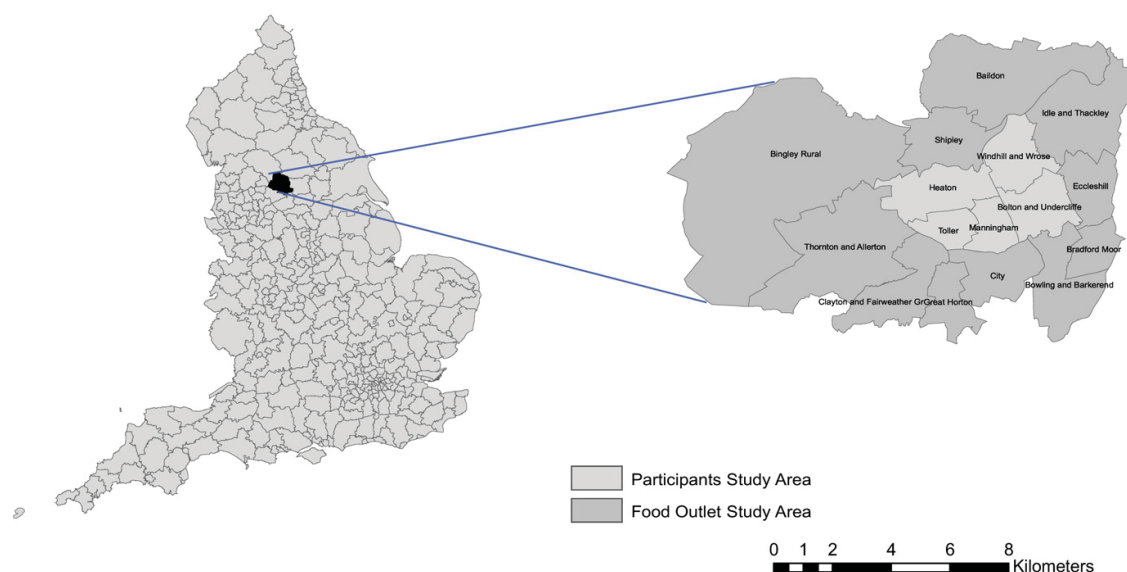 Baildon
Idle and Thackley
Shipley
Bingley Rural
Windhill and Wrose
Heaton
Eccleshill
Bolton and Undercliffe
Toller
Manningham
Thornton and Allerton
Bradford Moor
City
Bowling and Barkerend
Clayton and Fairweather Gr
Great Horton
Participants Study Area
Food Outlet Study Area
0 1 2 4 6 8
Kilometers